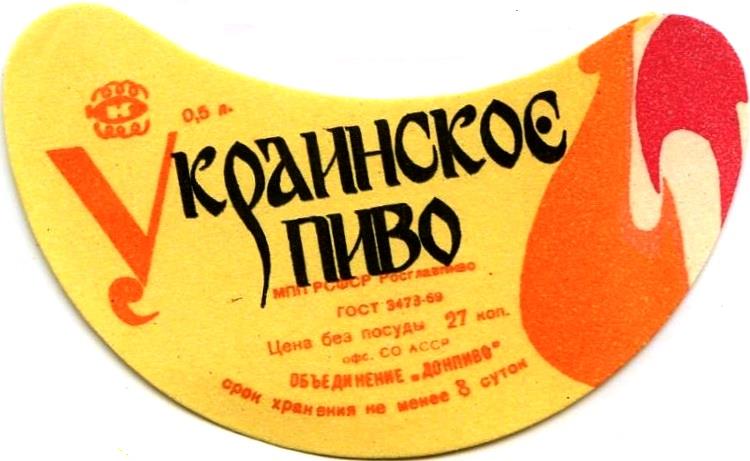 0,5 л.
Украинское
пиво
МПП РСФСР Росглавпиво
ГОСТ 3473-69
Цена без посуды 27 коп.
офс. СО АССР
ОБЪЕДИНЕНИЕ „ДОНПИВО"
срок хранения не менее 8 суток